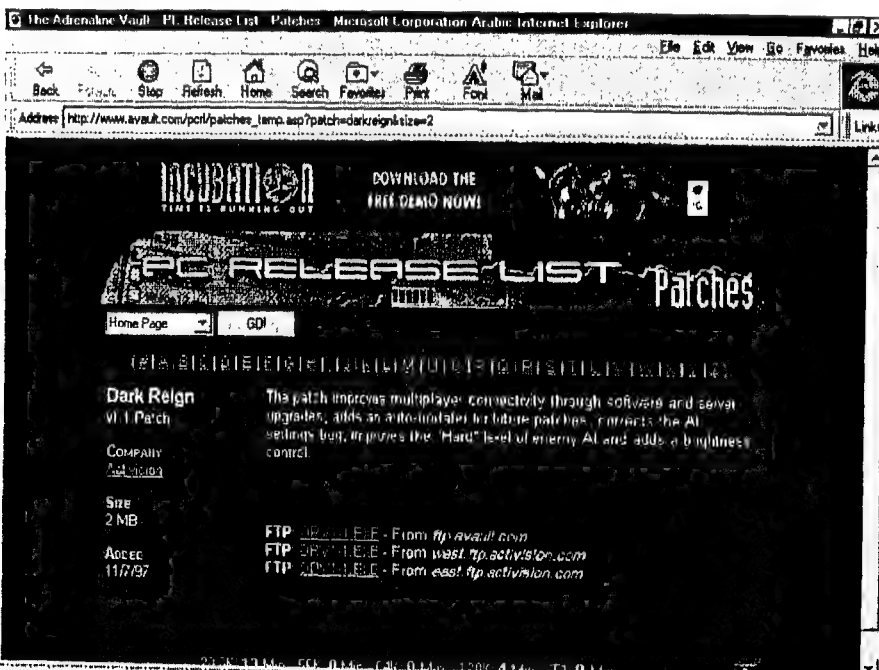 The Adrenaline Vault - PC Release List - Patches - Microsoft Corporation Arabic Internet Explorer
File Edit View Go Favorites Help
Back Stop Refresh Home Search Favorites Print Font Mail
Address http://www.avault.com/pcrl/patches_temp.asp?patch=darkreign&size=2
Links
INCUBATION
TIME IS RUNNING OUT
DOWNLOAD THE
FREE DEMO NOW!
PC RELEASE LIST Patches
Home Page GO!
Dark Reign
v1.1 Patch
The patch improves multiplayer connectivity through software and server
upgrades, adds an auto-updater for future patches, corrects the AI
settings bug, improves the "Hard" level of enemy AI and adds a brightness
control.
COMPANY
Activision
SIZE
2 MB
ADDED
11/7/97
FTP - From ftp.avault.com
FTP - From west.ftp.activision.com
FTP - From east.ftp.activision.com